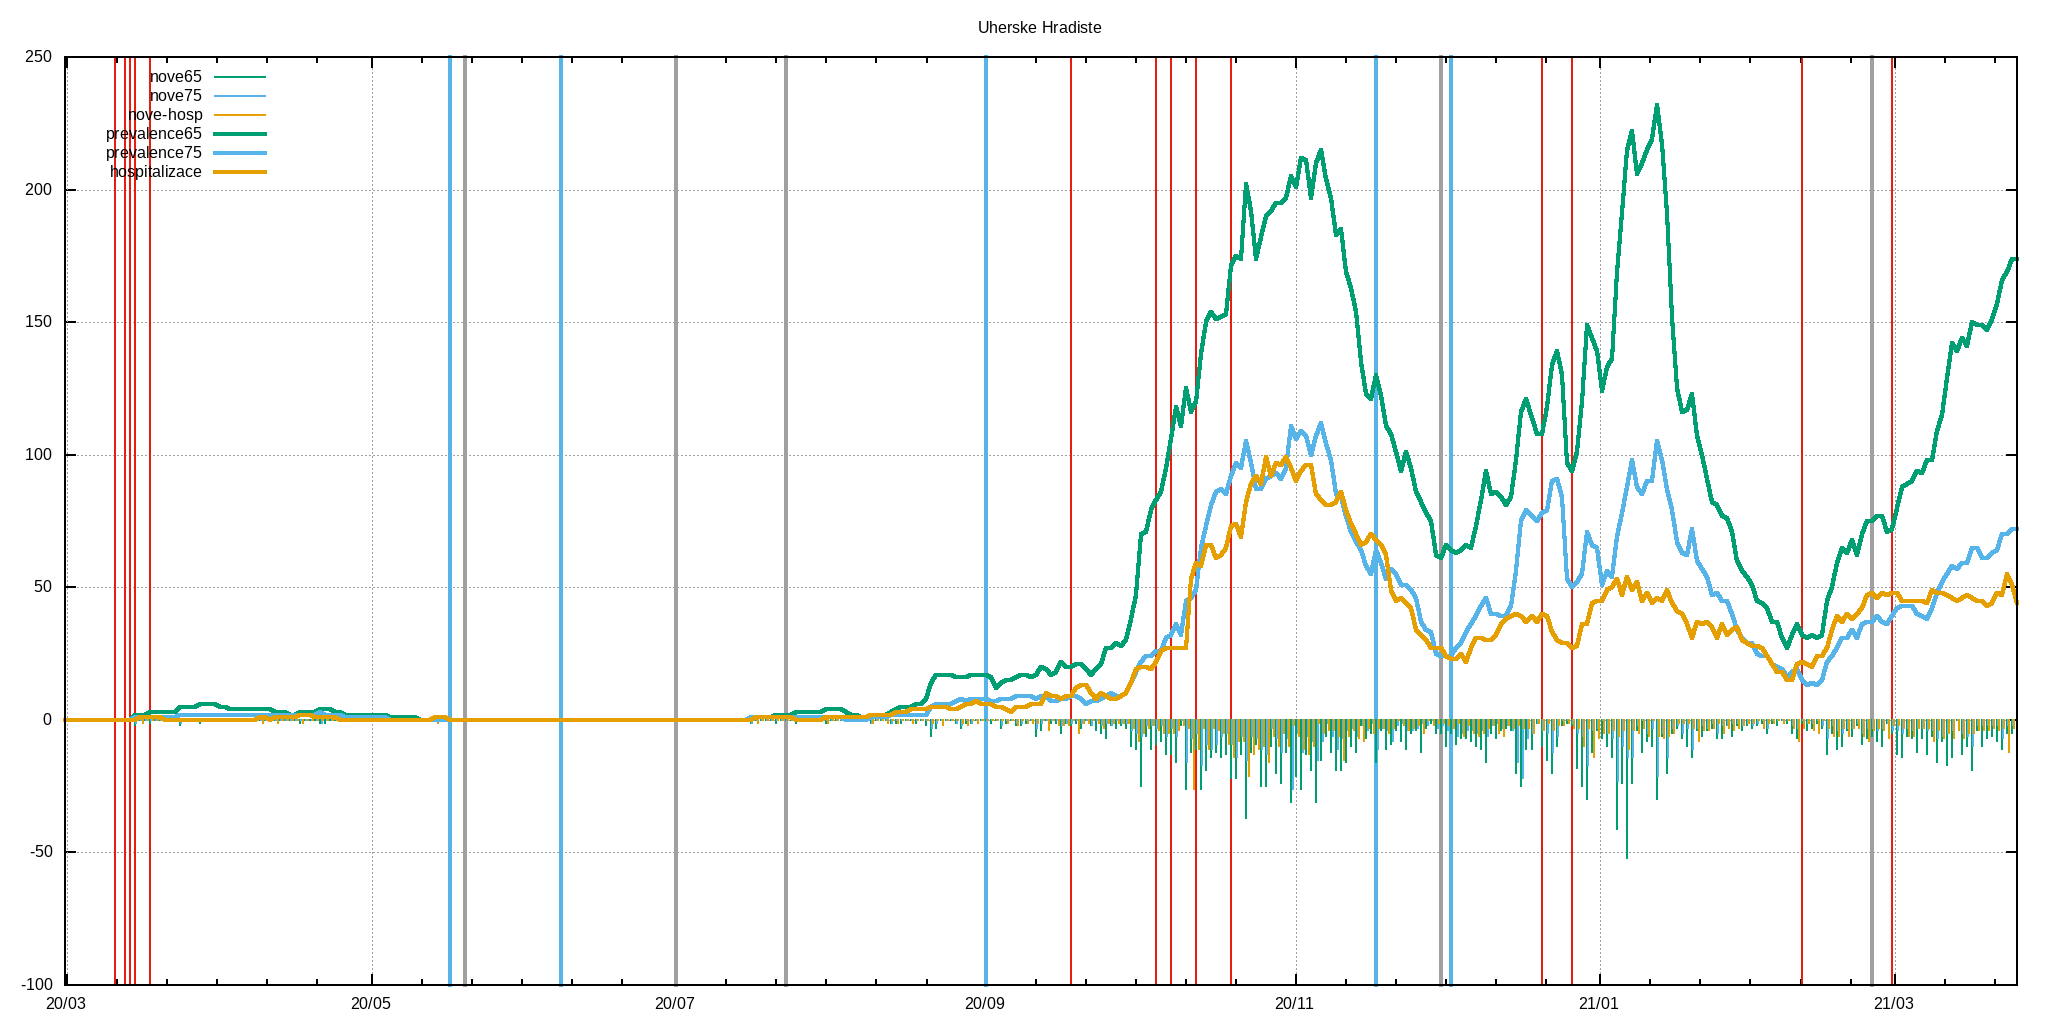 Uherske Hradiste
250
200
150
100
50
0
-50
-100
nove65
nove75
nove-hosp
prevalence65
prevalence75
hospitalizace
20/03
20/05
20/07
20/09
20/11
21/01
21/03